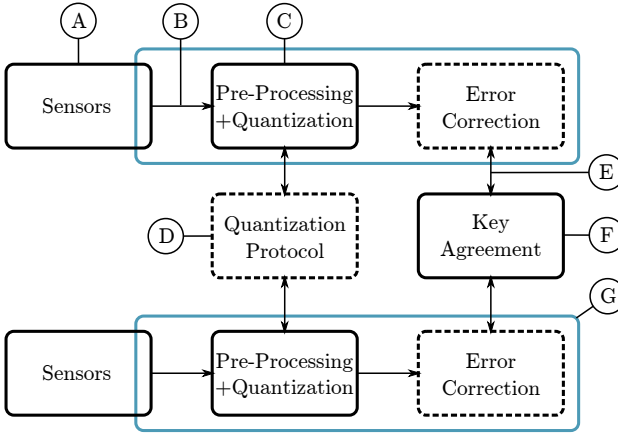 A
B
C
Sensors
Pre-Processing
+Quantization
Error
Correction
E
D
Quantization
Protocol
Key
Agreement
F
G
Sensors
Pre-Processing
+Quantization
Error
Correction